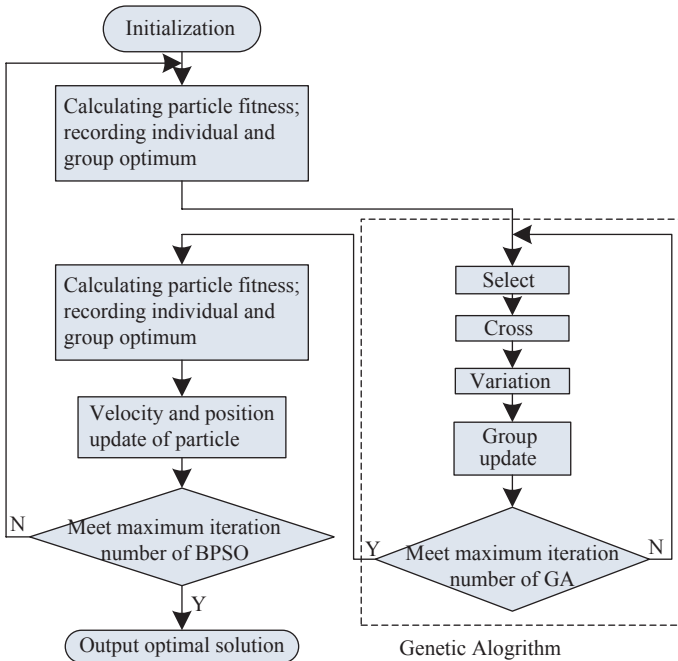 Initialization
Calculating particle fitness;
recording individual and
group optimum
Calculating particle fitness;
recording individual and
group optimum
Velocity and position
update of particle
N
Meet maximum iteration
number of BPSO
Y
Output optimal solution
Select
Cross
Variation
Group
update
Y
Meet maximum iteration
number of GA
N
Genetic Alogrithm